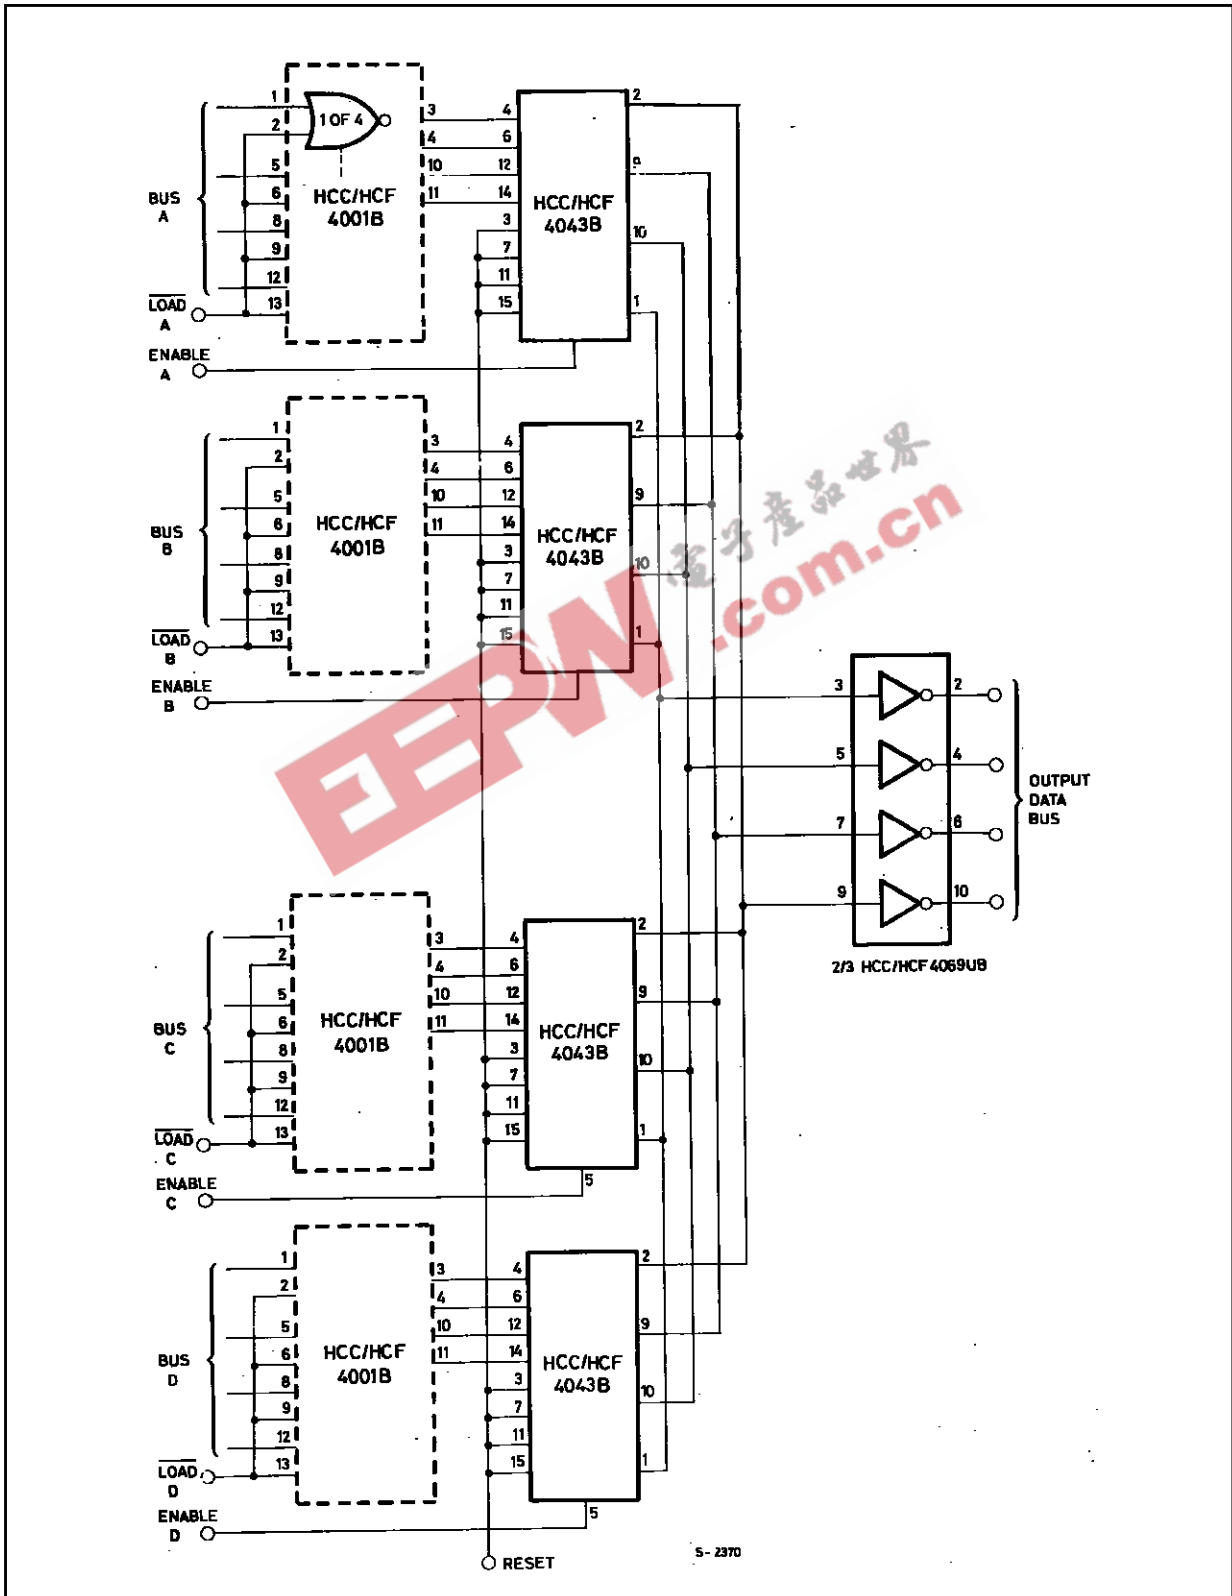 1
2
1 OF 4
5
6
8
9
12
13
BUS
A
LOAD
A
ENABLE
A
HCC/HCF
4001B
3
4
10
11
4
6
12
14
3
7
11
15
HCC/HCF
4043B
2
9
10
1
1
2
5
6
8
9
12
13
BUS
B
LOAD
B
ENABLE
B
HCC/HCF
4001B
3
4
10
11
4
6
12
14
3
7
11
15
HCC/HCF
4043B
2
9
10
1
EEPW
電子產品世界
.com.cn
3
5
7
9
2
4
6
10
OUTPUT
DATA
BUS
2/3 HCC/HCF4069UB
1
2
5
6
8
9
12
13
BUS
C
LOAD
C
ENABLE
C
HCC/HCF
4001B
3
4
10
11
4
6
12
14
3
7
11
15
HCC/HCF
4043B
2
9
10
1
5
1
2
5
6
8
9
12
13
BUS
D
LOAD
D
ENABLE
D
HCC/HCF
4001B
3
4
10
11
4
6
12
14
3
7
11
15
HCC/HCF
4043B
2
9
10
1
5
RESET
S-2370